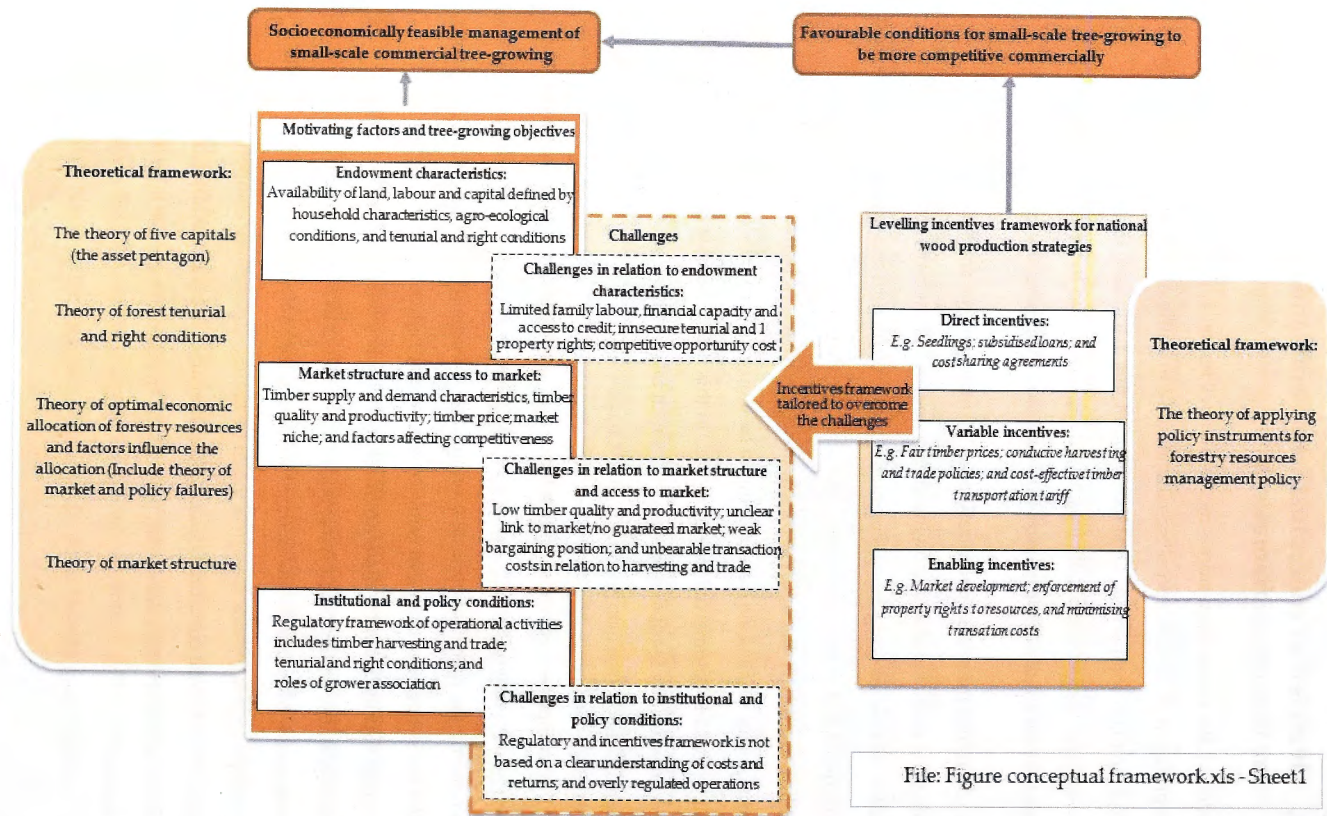 Socioeconomically feasible management of
small-scale commercial tree-growing
Favourable conditions for small-scale tree-growing to
be more competitive commercially
Theoretical framework:
The theory of five capitals
(the asset pentagon)
Theory of forest tenurial
and right conditions
Theory of optimal economic
allocation of forestry resources
and factors influence the
allocation (Include theory of
market and policy failures)
Theory of market structure
Motivating factors and tree-growing objectives
Endowment characteristics:
Availability of land, labour and capital defined by
household characteristics, agro-ecological
conditions, and tenurial and right conditions
Market structure and access to market:
Timber supply and demand characteristics, timber
quality and productivity; timber price; market
niche; and factors affecting competitiveness
Institutional and policy conditions:
Regulatory framework of operational activities
includes timber harvesting and trade;
tenurial and right conditions; and
roles of grower association
Challenges
Challenges in relation to endowment
characteristics:
Limited family labour, financial capacity and
access to credit; innsecure tenurial and 1
property rights; competitive opportunity cost
Challenges in relation to market structure
and access to market:
Low timber quality and productivity; unclear
link to market/no guarateed market; weak
bargaining position; and unbearable transaction
costs in relation to harvesting and trade
Challenges in relation to institutional and
policy conditions:
Regulatory and incentives framework is not
based on a clear understanding of costs and
returns; and overly regulated operations
Incentives framework
tailored to overcome
the challenges
Levelling incentives framework for national
wood production strategies
Direct incentives:
E.g. Seedlings; subsidised loans; and
cost sharing agreements
Variable incentives:
E.g. Fair timber prices; conducive harvesting
and trade policies; and cost-effective timber
transportation tariff
Enabling incentives:
E.g. Market development; enforcement of
property rights to resources, and minimising
transation costs
Theoretical framework:
The theory of applying
policy instruments for
forestry resources
management policy
File: Figure conceptual framework.xls - Sheet1